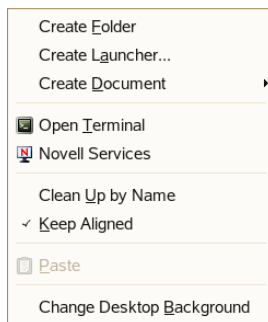 Create Folder
Create Launcher...
Create Document
Open Terminal
Novell Services
Clean Up by Name
Keep Aligned
Paste
Change Desktop Background